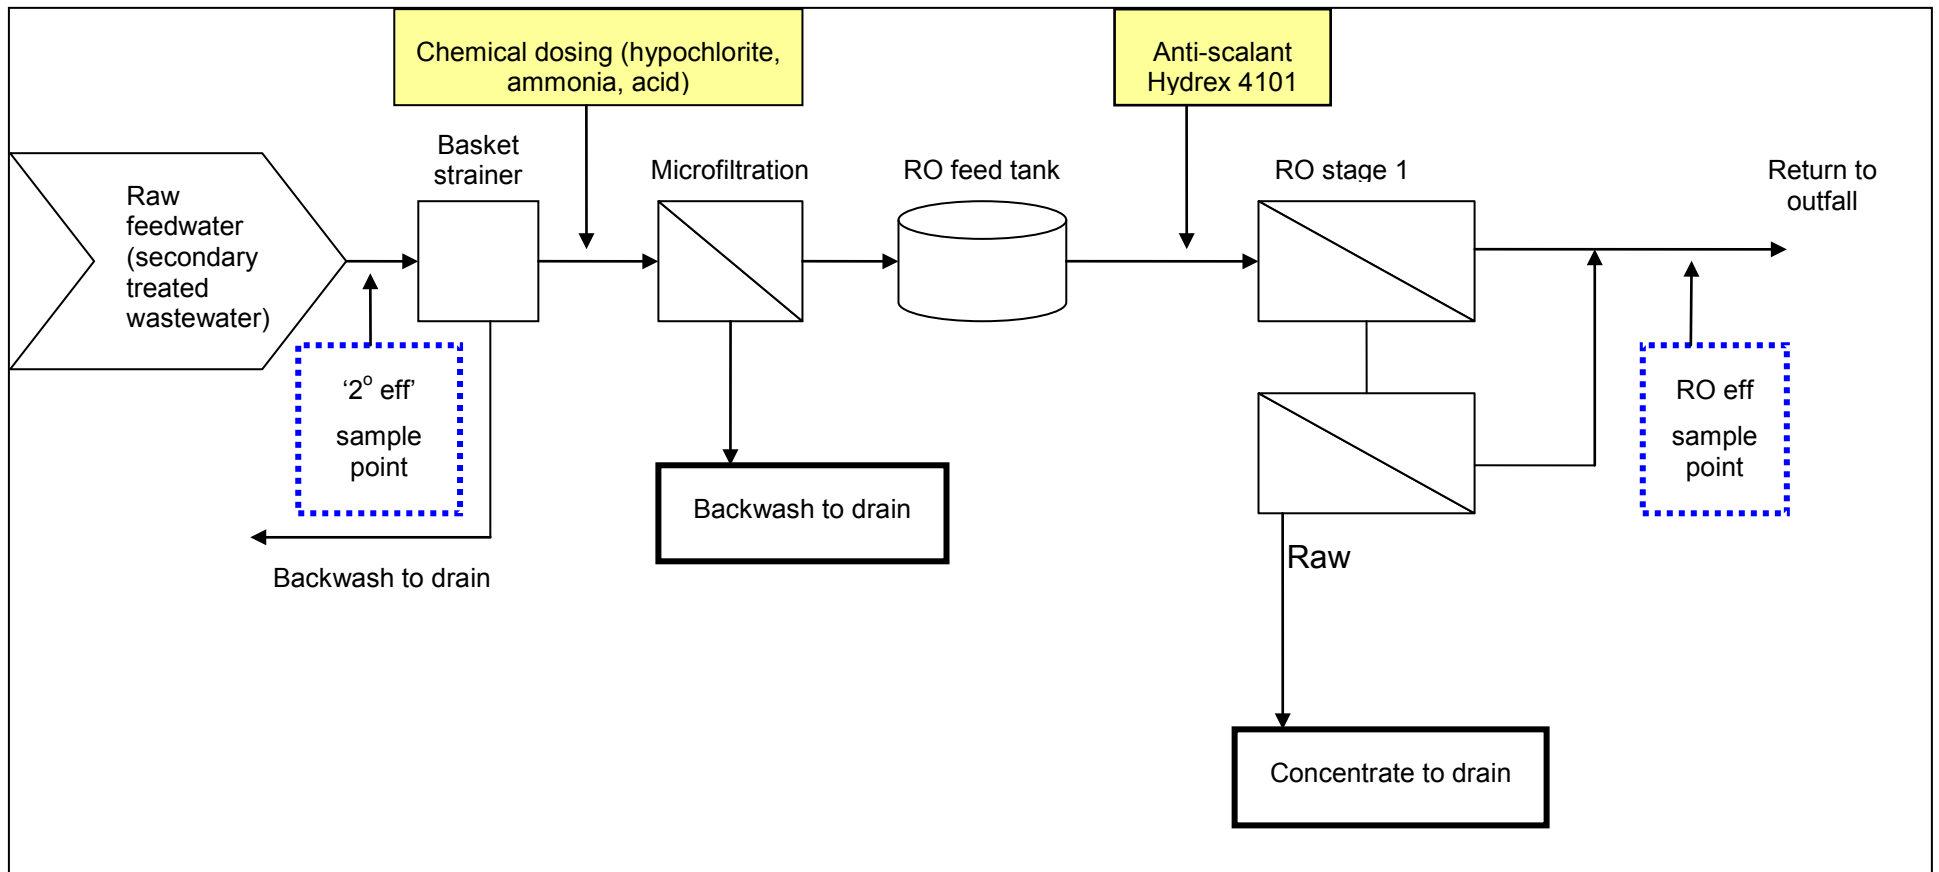 Chemical dosing (hypochlorite,
ammonia, acid)
Anti-scalant
Hydrex 4101
Basket
strainer
Microfiltration
RO feed tank
RO stage 1
Return to
outfall
Raw
feedwater
(secondary
treated
wastewater)
‘2° eff’
sample
point
RO eff
sample
point
Backwash to drain
Backwash to drain
Raw
Concentrate to drain